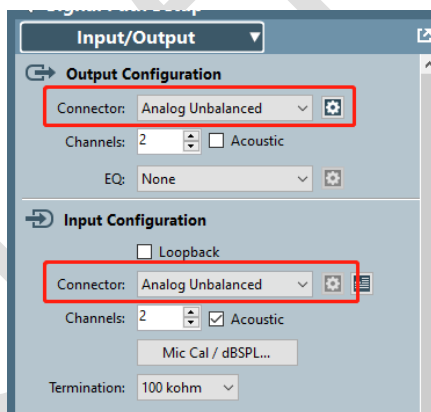 Input/Output
Output Configuration
Connector: Analog Unbalanced
Channels: 2 Acoustic
EQ: None
Input Configuration
Loopback
Connector: Analog Unbalanced
Channels: 2 Acoustic
Mic Cal / dBSPL...
Termination: 100 kohm